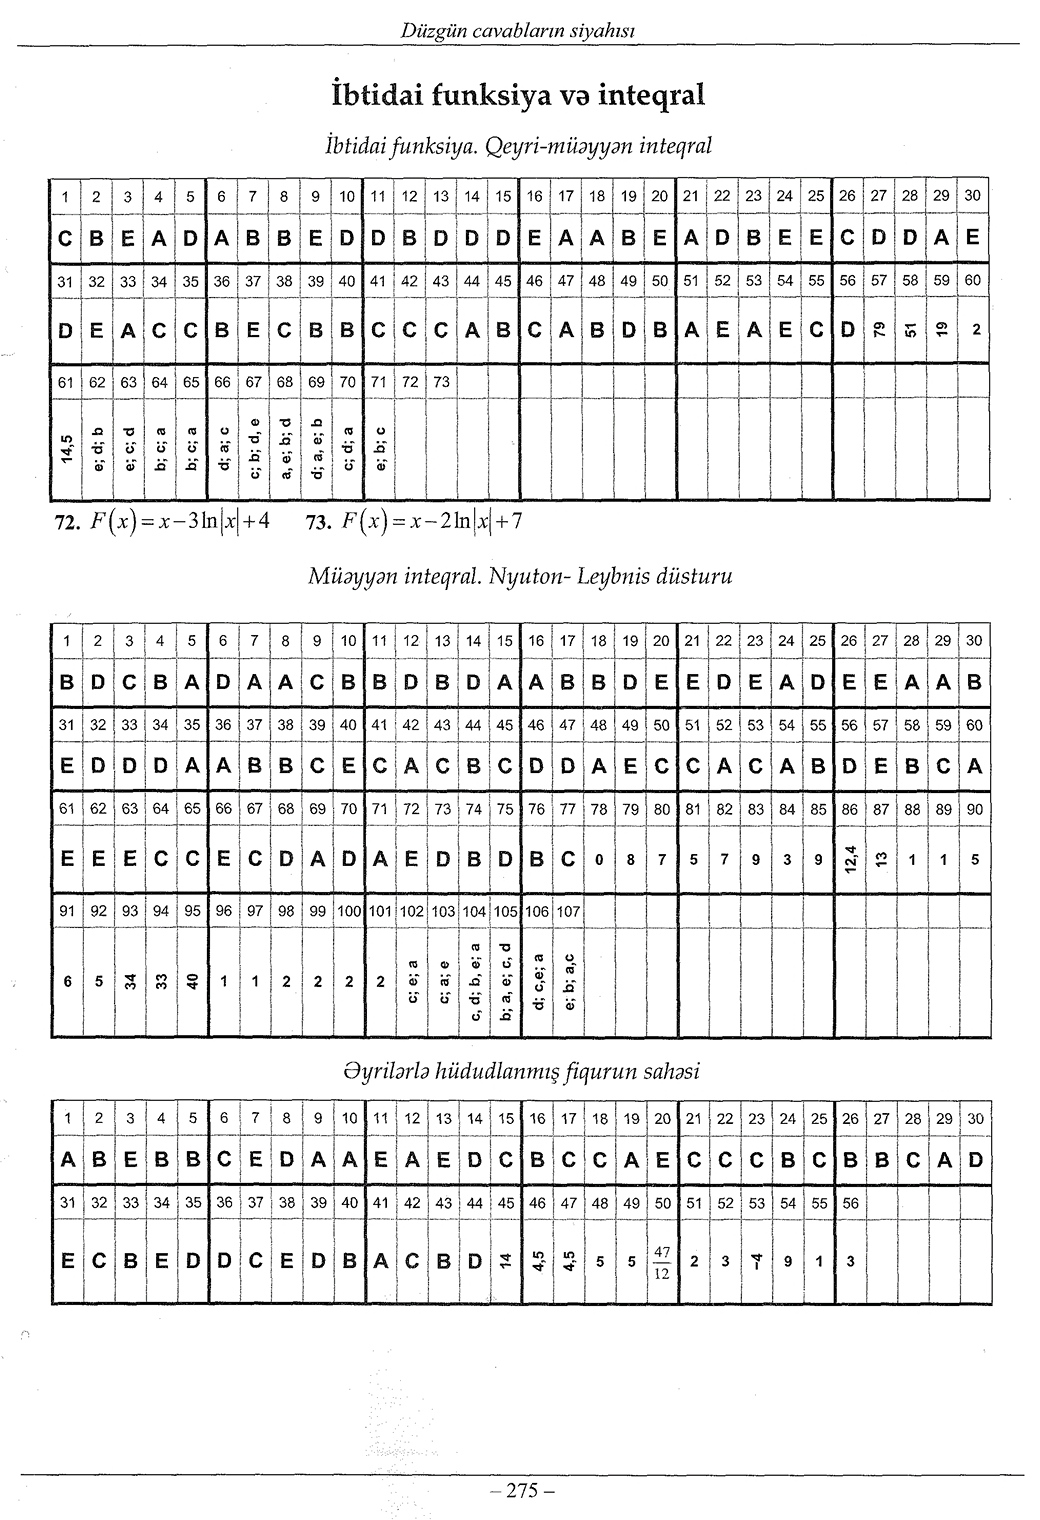 Düzgün cavabların siyahısı
İbtidai funksiya və inteqral
İbtidai funksiya. Qeyri-müəyyən inteqral
1 2 3 4 5 6 7 8 9 10 11 12 13 14 15 16 17 18 19 20 21 22 23 24 25 26 27 28 29 30
C B E A D A B B E D D B D D D E A A B E A D B E E C D D A E
31 32 33 34 35 36 37 38 39 40 41 42 43 44 45 46 47 48 49 50 51 52 53 54 55 56 57 58 59 60
D E A C C B E C B B C C C A B C A B D B A E A E C D 79 51 19 2
61 62 63 64 65 66 67 68 69 70 71 72 73
14,5 e; d; b e; c; d b; c; a b; c; a d; a; c c; b; d, e a, e; b; d d; a, e; b c; d; a e; b; c
72. F(x)=x−3ln|x|+4 73. F(x)=x−2ln|x|+7
Müəyyən inteqral. Nyuton- Leybnis düsturu
1 2 3 4 5 6 7 8 9 10 11 12 13 14 15 16 17 18 19 20 21 22 23 24 25 26 27 28 29 30
B D C B A D A A C B B D B D A A B B D E E D E A D E E A A B
31 32 33 34 35 36 37 38 39 40 41 42 43 44 45 46 47 48 49 50 51 52 53 54 55 56 57 58 59 60
E D D D A A B B C E C A C B C D D A E C C A C A B D E B C A
61 62 63 64 65 66 67 68 69 70 71 72 73 74 75 76 77 78 79 80 81 82 83 84 85 86 87 88 89 90
E E E C C E C D A D A E D B D B C 0 8 7 5 7 9 3 9 12,4 13 1 1 5
91 92 93 94 95 96 97 98 99 100 101 102 103 104 105 106 107
6 5 34 33 40 1 1 2 2 2 2 c; e; a c; a; e c, d; b, e; a b; a, e; c, d d; c,e; a e; b; a,c
Əyrilərlə hüdudlanmış fiqurun sahəsi
1 2 3 4 5 6 7 8 9 10 11 12 13 14 15 16 17 18 19 20 21 22 23 24 25 26 27 28 29 30
A B E B B C E D A A E A E D C B C C A E C C C B C B B C A D
31 32 33 34 35 36 37 38 39 40 41 42 43 44 45 46 47 48 49 50 51 52 53 54 55 56
E C B E D D C E D B A C B D 14 4,5 4,5 5 5 47/12 2 3 –4 9 1 3
– 275 –